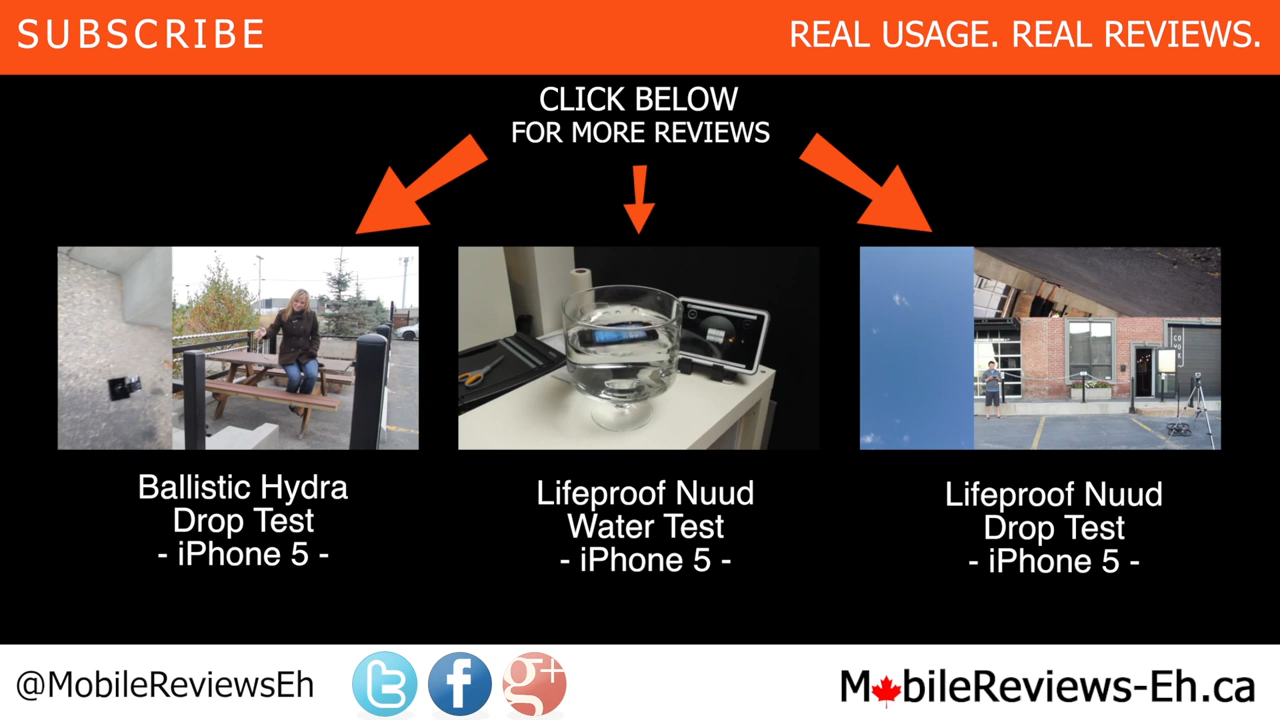 SUBSCRIBE
REAL USAGE. REAL REVIEWS.
CLICK BELOW
FOR MORE REVIEWS
Ballistic Hydra
Drop Test
- iPhone 5 -
Lifeproof Nuud
Water Test
- iPhone 5 -
Lifeproof Nuud
Drop Test
- iPhone 5 -
@MobileReviewsEh
MobileReviews-Eh.ca